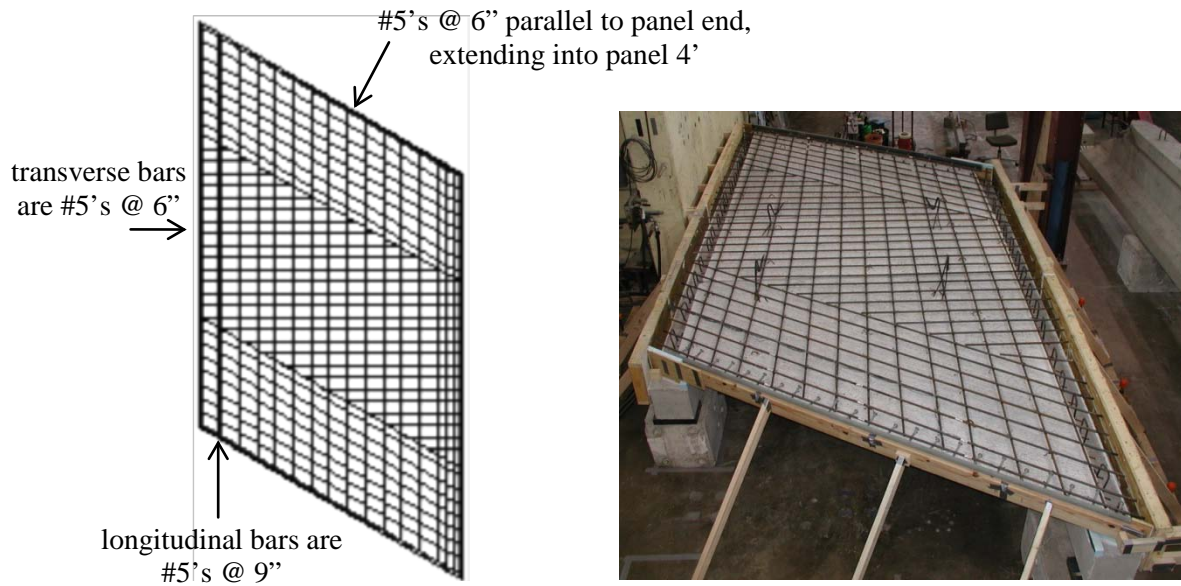 #5's @ 6" parallel to panel end,
extending into panel 4'
transverse bars
are #5's @ 6"
longitudinal bars are
#5's @ 9"